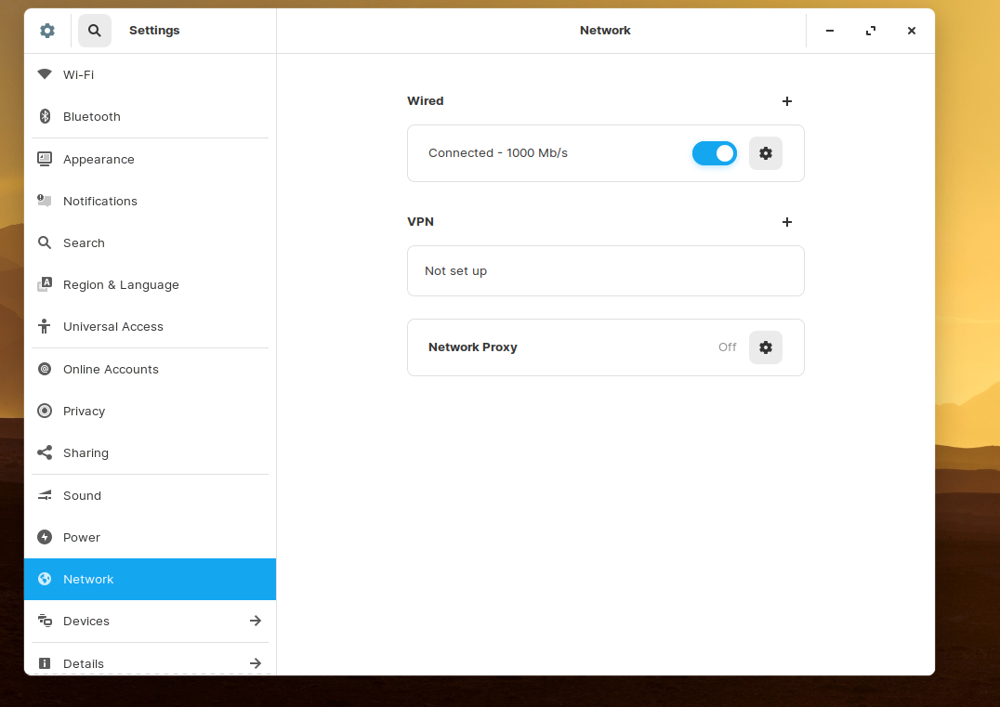 Settings
Network
Wi-Fi
Bluetooth
Appearance
Notifications
Search
Region & Language
Universal Access
Online Accounts
Privacy
Sharing
Sound
Power
Network
Devices
Details
Wired
Connected - 1000 Mb/s
VPN
Not set up
Network Proxy Off